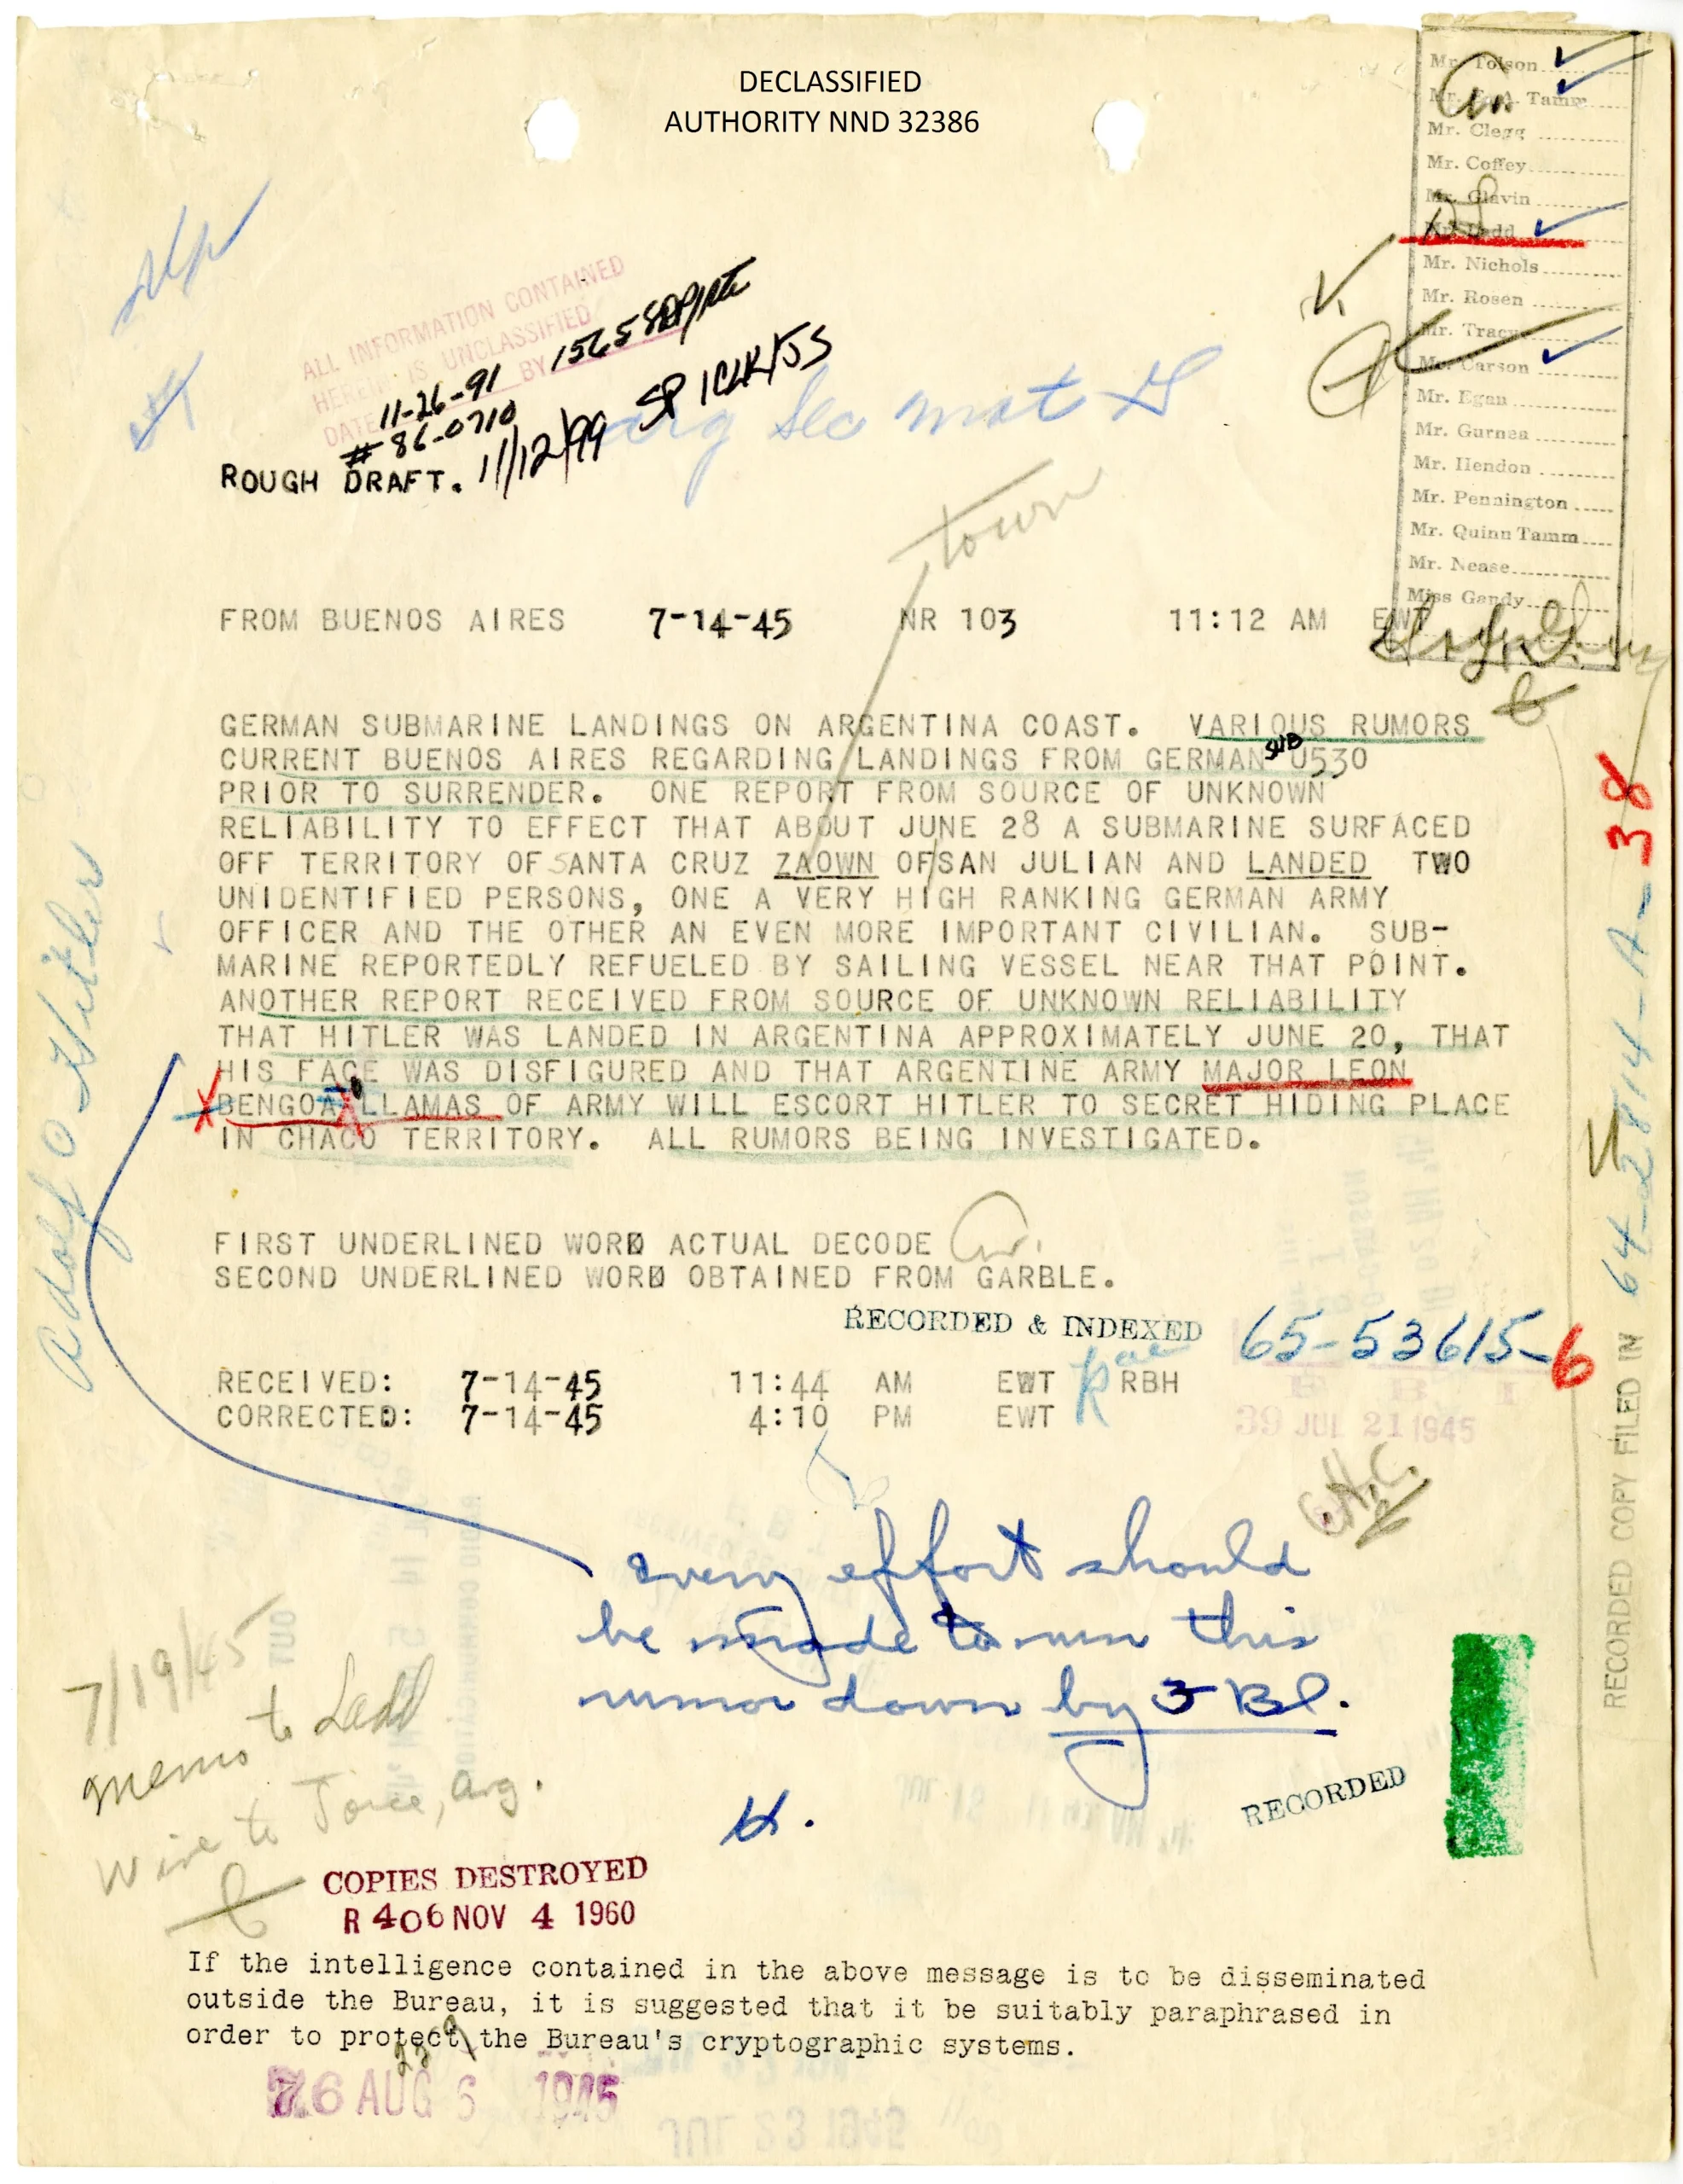 DECLASSIFIED
AUTHORITY NND 32386
Mr. Tolson
Mr. E. A. Tamm
Mr. Clegg
Mr. Coffey
Mr. Glavin
Mr. Ladd
Mr. Nichols
Mr. Rosen
Mr. Tracy
Mr. Carson
Mr. Egan
Mr. Gurnea
Mr. Hendon
Mr. Pennington
Mr. Quinn Tamm
Mr. Nease
Miss Gandy
ALL INFORMATION CONTAINED
HEREIN IS UNCLASSIFIED
DATE 11-26-91 BY
# 86-0710
11/12/99
ROUGH DRAFT.
town
FROM BUENOS AIRES 7-14-45 NR 103 11:12 AM EWT
GERMAN SUBMARINE LANDINGS ON ARGENTINA COAST. VARIOUS RUMORS
CURRENT BUENOS AIRES REGARDING LANDINGS FROM GERMAN SUB U530
PRIOR TO SURRENDER. ONE REPORT FROM SOURCE OF UNKNOWN
RELIABILITY TO EFFECT THAT ABOUT JUNE 28 A SUBMARINE SURFACED
OFF TERRITORY OF SANTA CRUZ ZAOWN OF SAN JULIAN AND LANDED TWO
UNIDENTIFIED PERSONS, ONE A VERY HIGH RANKING GERMAN ARMY
OFFICER AND THE OTHER AN EVEN MORE IMPORTANT CIVILIAN. SUB-
MARINE REPORTEDLY REFUELED BY SAILING VESSEL NEAR THAT POINT.
ANOTHER REPORT RECEIVED FROM SOURCE OF UNKNOWN RELIABILITY
THAT HITLER WAS LANDED IN ARGENTINA APPROXIMATELY JUNE 20, THAT
HIS FACE WAS DISFIGURED AND THAT ARGENTINE ARMY MAJOR LEON
BENGOA LLAMAS OF ARMY WILL ESCORT HITLER TO SECRET HIDING PLACE
IN CHACO TERRITORY. ALL RUMORS BEING INVESTIGATED.
FIRST UNDERLINED WORD ACTUAL DECODE
SECOND UNDERLINED WORD OBTAINED FROM GARBLE.
RECORDED & INDEXED 65-53615-6
RECEIVED: 7-14-45 11:44 AM EWT RBH
CORRECTED: 7-14-45 4:10 PM EWT
39 JUL 21 1945
Adolf Hitler
RECORDED COPY FILED IN 64-2814-A-38
every effort should
be made to run this
rumor down by
H.
7/19/45
memo to Ladd
wire to Arg.
RECORDED
COPIES DESTROYED
R 406 NOV 4 1960
If the intelligence contained in the above message is to be disseminated
outside the Bureau, it is suggested that it be suitably paraphrased in
order to protect the Bureau's cryptographic systems.
76 AUG 6 1945